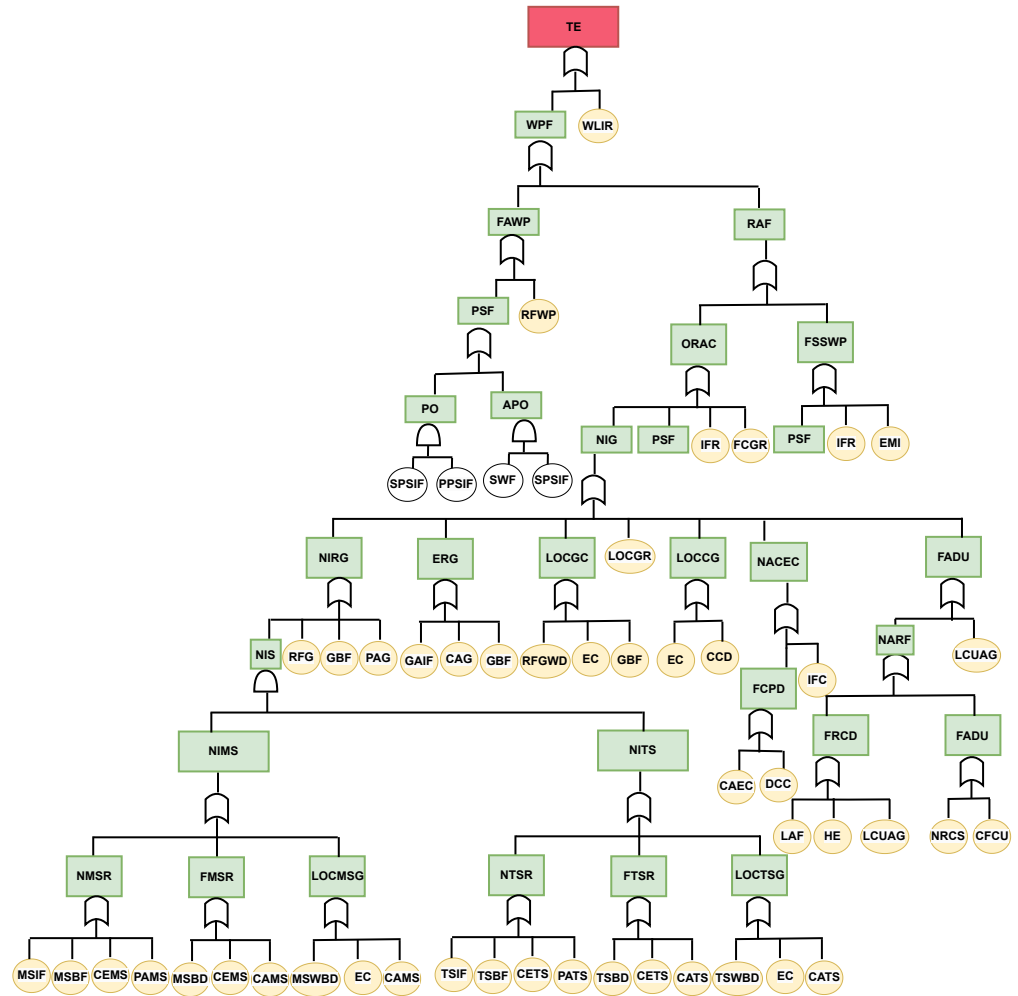 TE
WPF
WLIR
FAWP
RAF
PSF
RFWP
ORAC
FSSWP
PO
APO
NIG
PSF
IFR
FCGR
PSF
IFR
EMI
SPSIF
PPSIF
SWF
SPSIF
NIRG
ERG
LOCGC
LOCGR
LOCCG
NACEC
FADU
NIS
RFG
GBF
PAG
GAIF
CAG
GBF
RFGWD
EC
GBF
EC
CCD
NARF
LCUAG
FCPD
IFC
NIMS
NITS
FRCD
FADU
CAEC
DCC
LAF
HE
LCUAG
NRCS
CFCU
NMSR
FMSR
LOCMSG
NTSR
FTSR
LOCTSG
MSIF
MSBF
CEMS
PAMS
MSBD
CEMS
CAMS
MSWBD
EC
CAMS
TSIF
TSBF
CETS
PATS
TSBD
CETS
CATS
TSWBD
EC
CATS